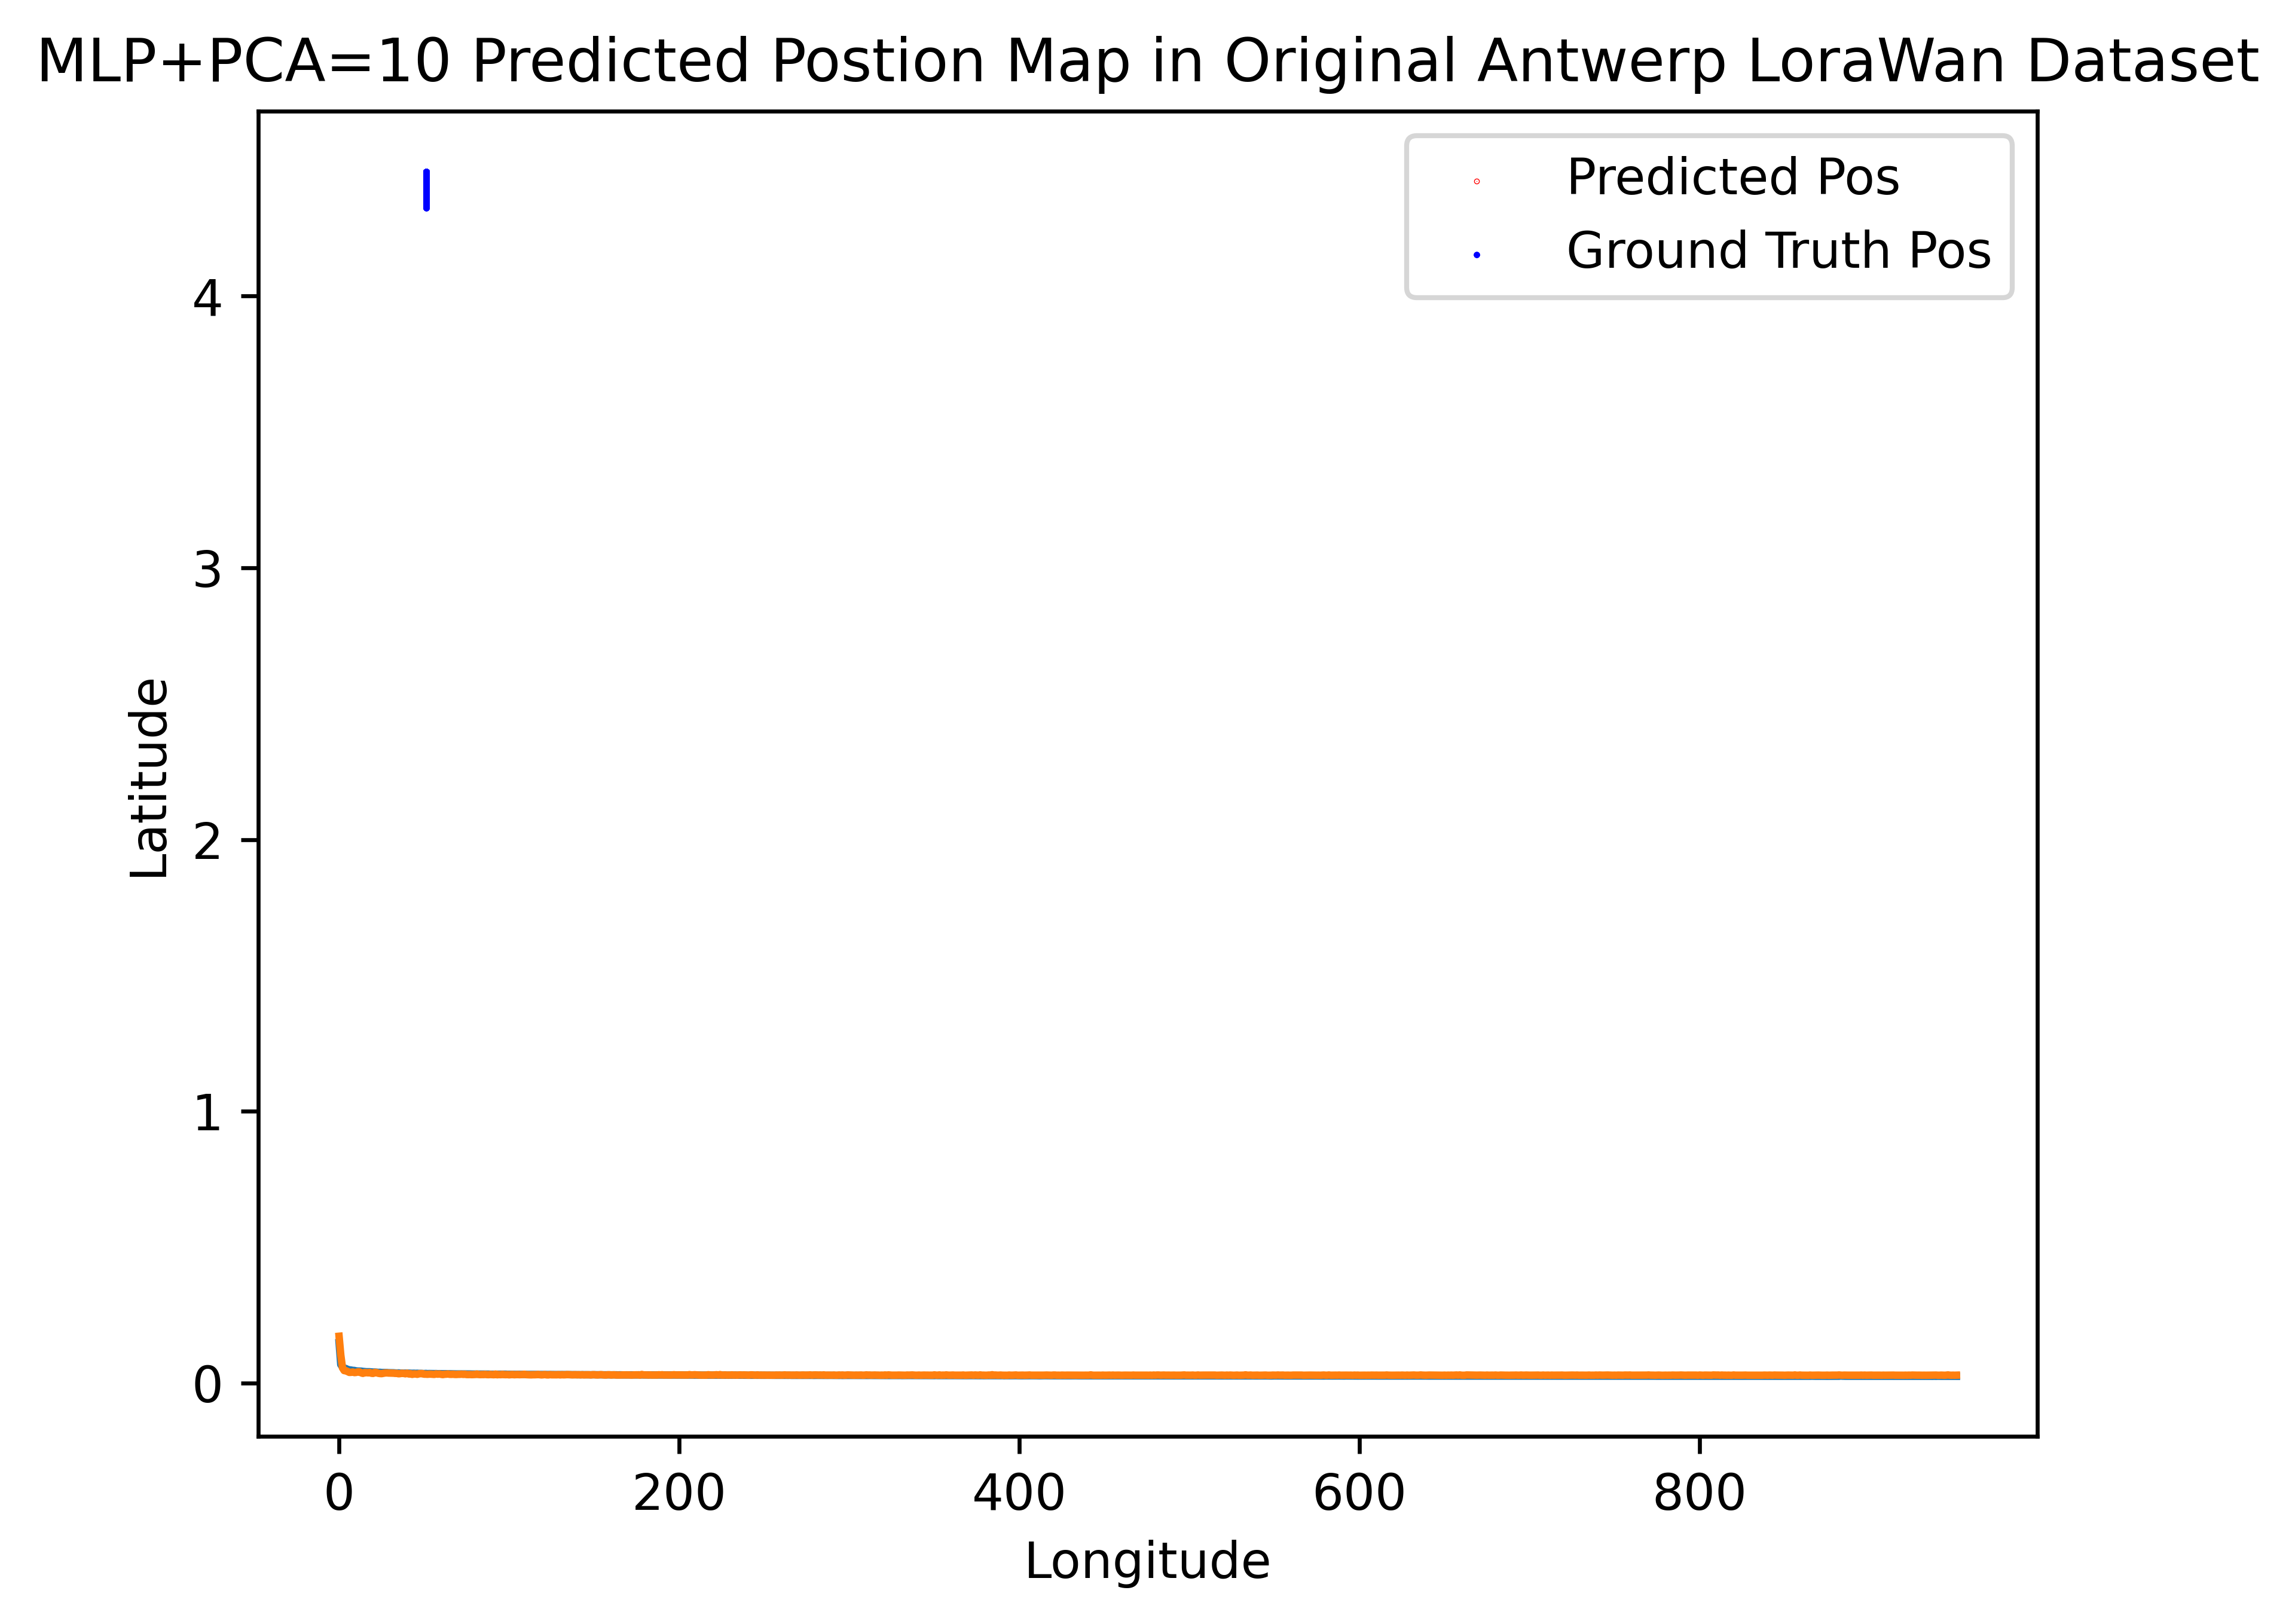 MLP+PCA=10 Predicted Postion Map in Original Antwerp LoraWan Dataset
Predicted Pos
Ground Truth Pos
Latitude
4
3
2
1
0
0 200 400 600 800
Longitude